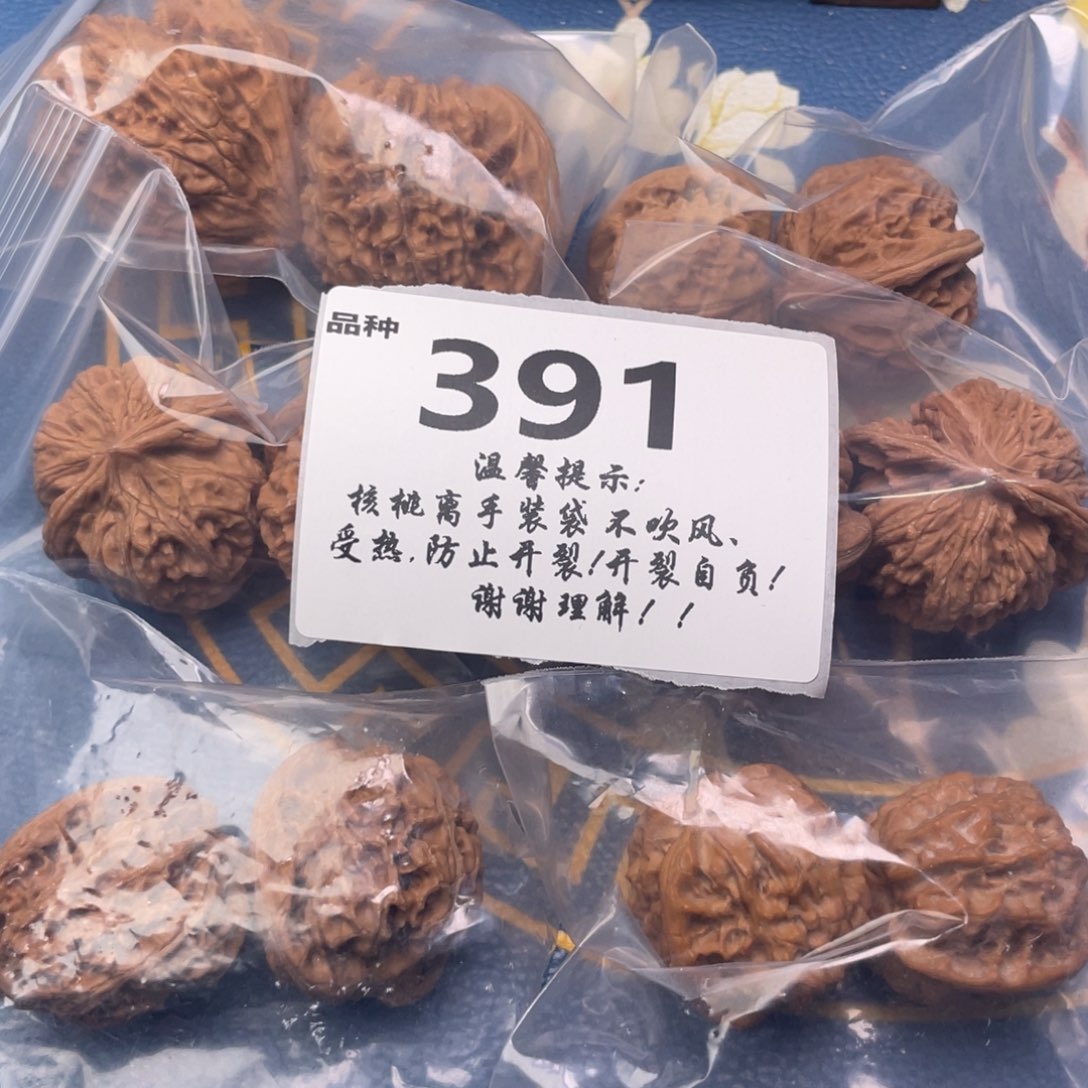 品种
391
温馨提示:
核桃离手装袋不吹风、
受热,防止开裂!开裂自负!
谢谢理解!!